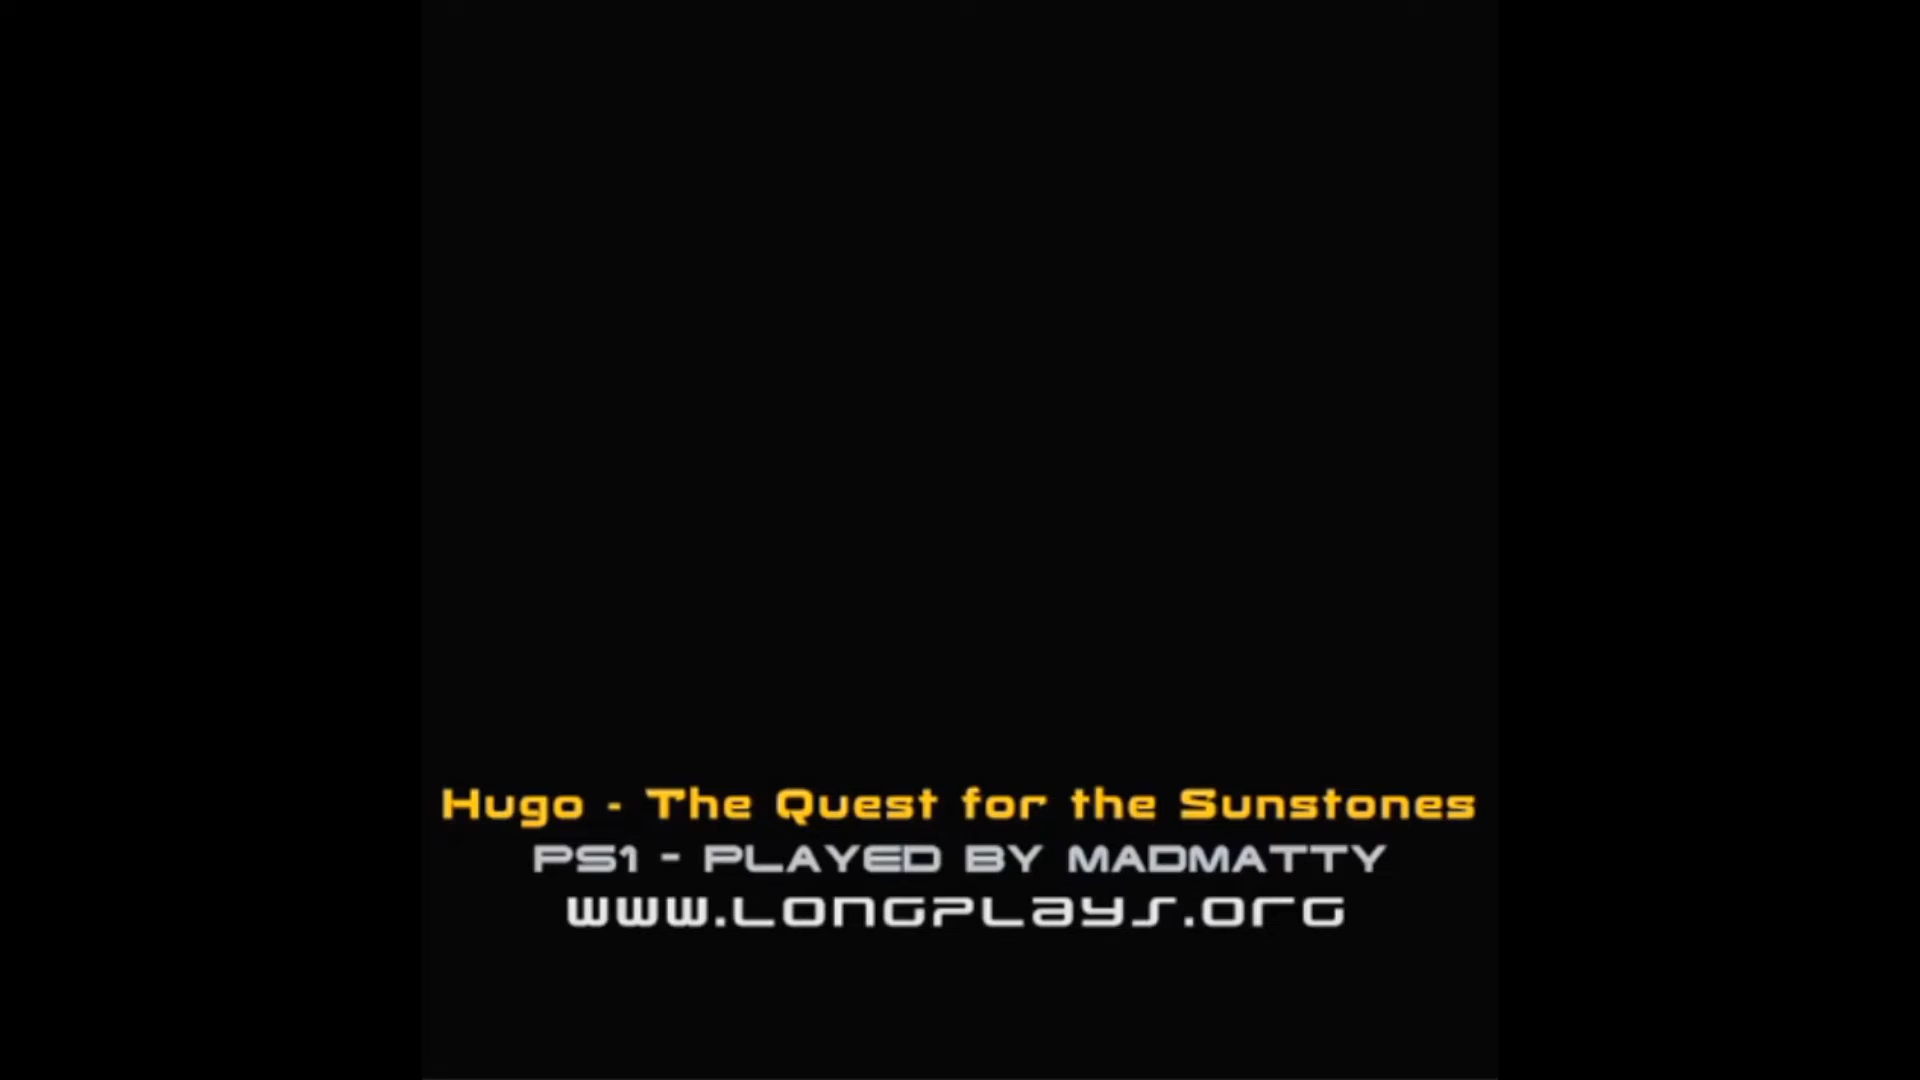 Hugo - The Quest for the Sunstones
PS1 - PLAYED BY MADMATTY
www.Longplays.org